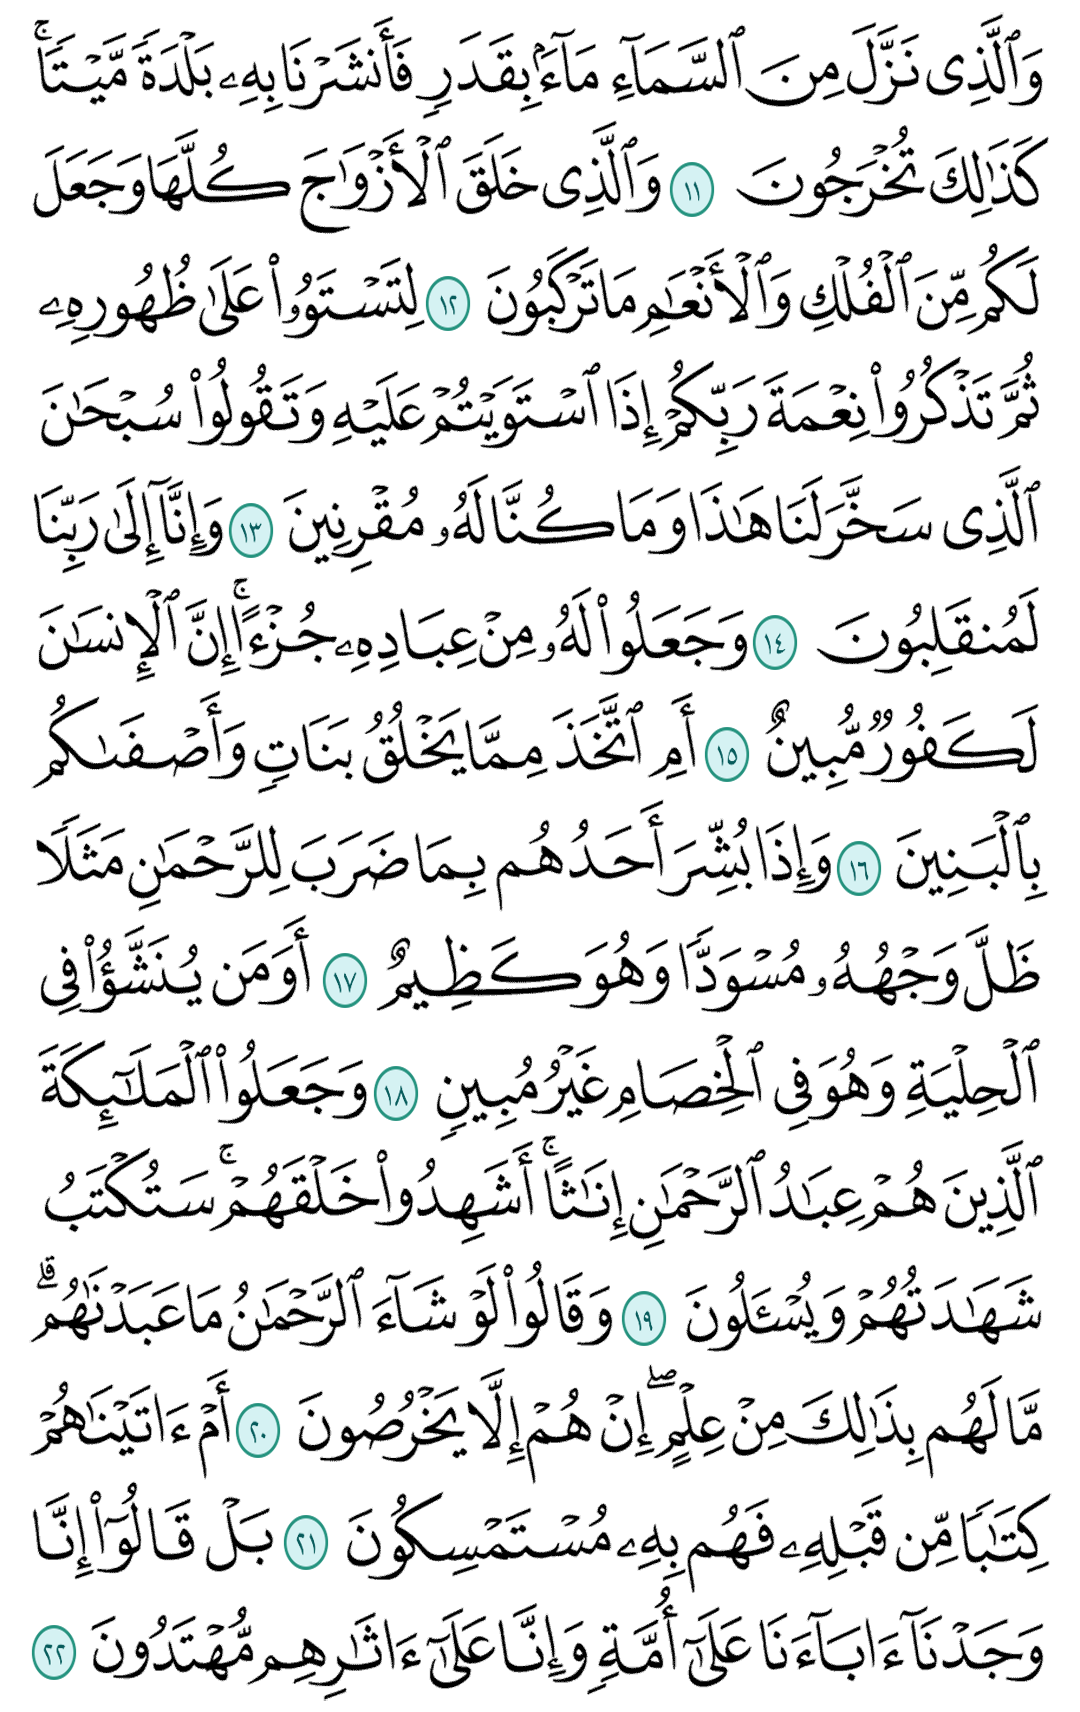 وَٱلَّذِى نَزَّلَ مِنَ ٱلسَّمَآءِ مَآءَۢ بِقَدَرٍ فَأَنشَرْنَا بِهِۦ بَلْدَةً مَّيْتًا ۚ
كَذَٰلِكَ تُخْرَجُونَ ١١ وَٱلَّذِى خَلَقَ ٱلْأَزْوَٰجَ كُلَّهَا وَجَعَلَ
لَكُم مِّنَ ٱلْفُلْكِ وَٱلْأَنْعَٰمِ مَا تَرْكَبُونَ ١٢ لِتَسْتَوُۥا۟ عَلَىٰ ظُهُورِهِۦ
ثُمَّ تَذْكُرُوا۟ نِعْمَةَ رَبِّكُمْ إِذَا ٱسْتَوَيْتُمْ عَلَيْهِ وَتَقُولُوا۟ سُبْحَٰنَ
ٱلَّذِى سَخَّرَ لَنَا هَٰذَا وَمَا كُنَّا لَهُۥ مُقْرِنِينَ ١٣ وَإِنَّآ إِلَىٰ رَبِّنَا
لَمُنقَلِبُونَ ١٤ وَجَعَلُوا۟ لَهُۥ مِنْ عِبَادِهِۦ جُزْءًا ۚ إِنَّ ٱلْإِنسَٰنَ
لَكَفُورٌ مُّبِينٌ ١٥ أَمِ ٱتَّخَذَ مِمَّا يَخْلُقُ بَنَاتٍ وَأَصْفَىٰكُم
بِٱلْبَنِينَ ١٦ وَإِذَا بُشِّرَ أَحَدُهُم بِمَا ضَرَبَ لِلرَّحْمَٰنِ مَثَلًا
ظَلَّ وَجْهُهُۥ مُسْوَدًّا وَهُوَ كَظِيمٌ ١٧ أَوَمَن يُنَشَّؤُا۟ فِى
ٱلْحِلْيَةِ وَهُوَ فِى ٱلْخِصَامِ غَيْرُ مُبِينٍ ١٨ وَجَعَلُوا۟ ٱلْمَلَٰٓئِكَةَ
ٱلَّذِينَ هُمْ عِبَٰدُ ٱلرَّحْمَٰنِ إِنَٰثًا ۚ أَشَهِدُوا۟ خَلْقَهُمْ ۚ سَتُكْتَبُ
شَهَٰدَتُهُمْ وَيُسْـَٔلُونَ ١٩ وَقَالُوا۟ لَوْ شَآءَ ٱلرَّحْمَٰنُ مَا عَبَدْنَٰهُم ۗ
مَّا لَهُم بِذَٰلِكَ مِنْ عِلْمٍ ۖ إِنْ هُمْ إِلَّا يَخْرُصُونَ ٢٠ أَمْ ءَاتَيْنَٰهُمْ
كِتَٰبًا مِّن قَبْلِهِۦ فَهُم بِهِۦ مُسْتَمْسِكُونَ ٢١ بَلْ قَالُوٓا۟ إِنَّا
وَجَدْنَآ ءَابَآءَنَا عَلَىٰٓ أُمَّةٍ وَإِنَّا عَلَىٰٓ ءَاثَٰرِهِم مُّهْتَدُونَ ٢٢